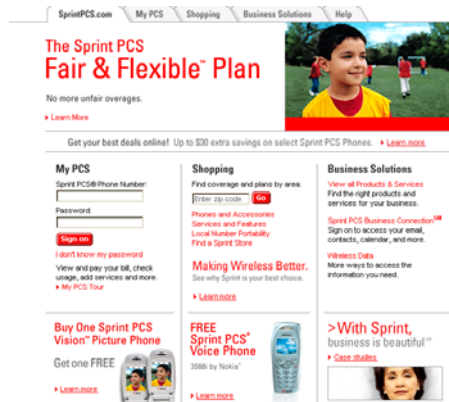 SprintPCS.com My PCS Shopping Business Solutions Help
The Sprint PCS
Fair & Flexible℠ Plan
No more unfair overages.
Learn More
Get your best deals online! Up to $30 extra savings on select Sprint PCS Phones. Learn more
My PCS
Sprint PCS® Phone Number:
Password:
Sign on
I don't know my password
View and pay your bill, check
usage, add services and more.
My PCS Tour
Shopping
Find coverage and plans by area:
Enter zip code Go
Phones and Accessories
Services and Features
Local Number Portability
Find a Sprint Store
Making Wireless Better.
See why Sprint is your best choice.
Learn more
Business Solutions
View all Products & Services
Find the right products and
services for your business.
Sprint PCS Business Connection℠
Sign on to access your email,
contacts, calendar, and more.
Wireless Data
More ways to access the
information you need.
Buy One Sprint PCS
Vision℠ Picture Phone
Get one FREE
Learn more
FREE
Sprint PCS®
Voice Phone
3588i by Nokia®
Learn more
>With Sprint,
business is beautiful℠
Case studies